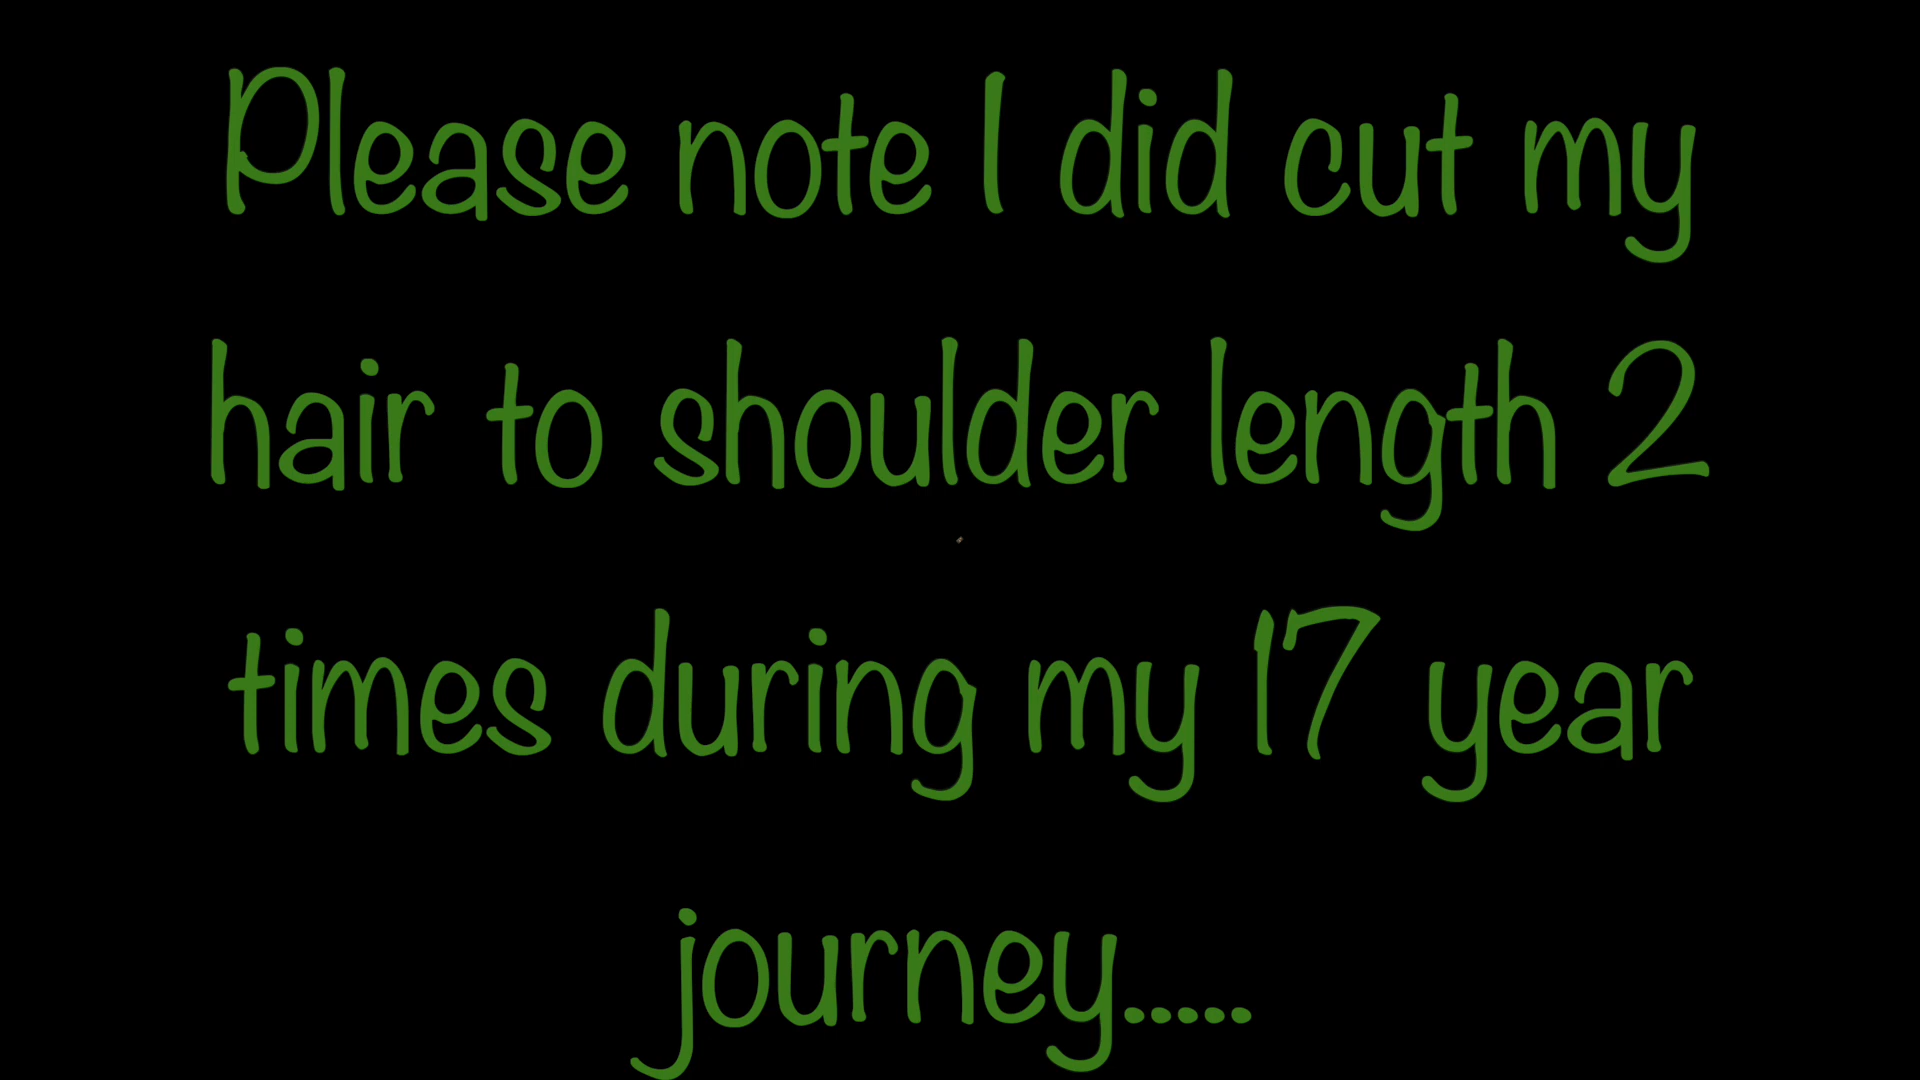 Please note I did cut my
hair to shoulder length 2
times during my 17 year
journey.....